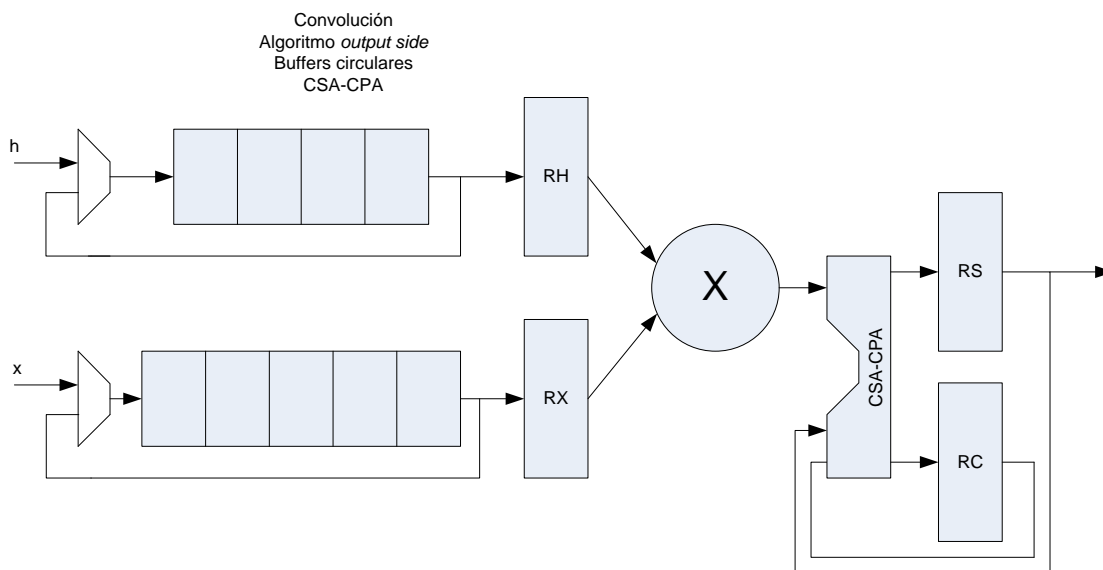 Convolución
Algoritmo output side
Buffers circulares
CSA-CPA
h
RH
X
RS
CSA-CPA
x
RX
RC